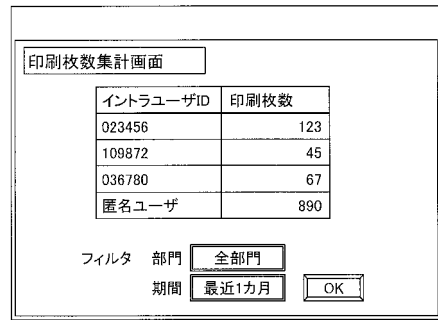 印刷枚数集計画面
イントラユーザID 印刷枚数
023456 123
109872 45
036780 67
匿名ユーザ 890
フィルタ 部門 全部門
期間 最近1カ月 OK